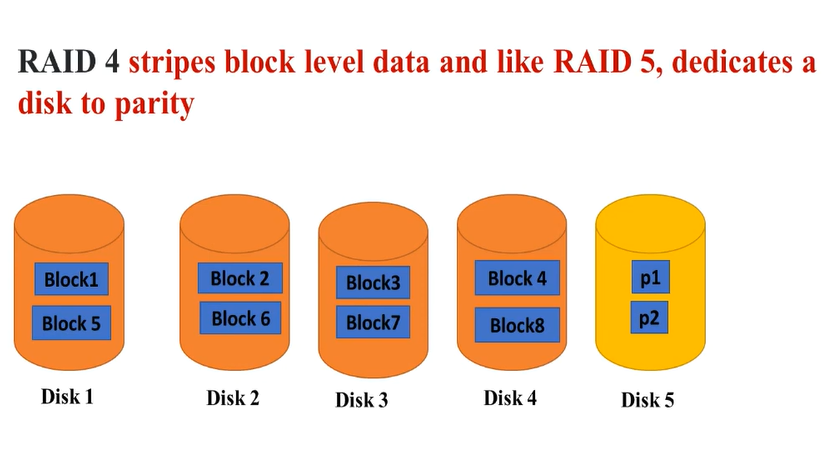 RAID 4 stripes block level data and like RAID 5, dedicates a
disk to parity
Block1
Block 2
Block3
Block 4
p1
Block 5
Block 6
Block7
Block8
p2
Disk 1
Disk 2
Disk 3
Disk 4
Disk 5